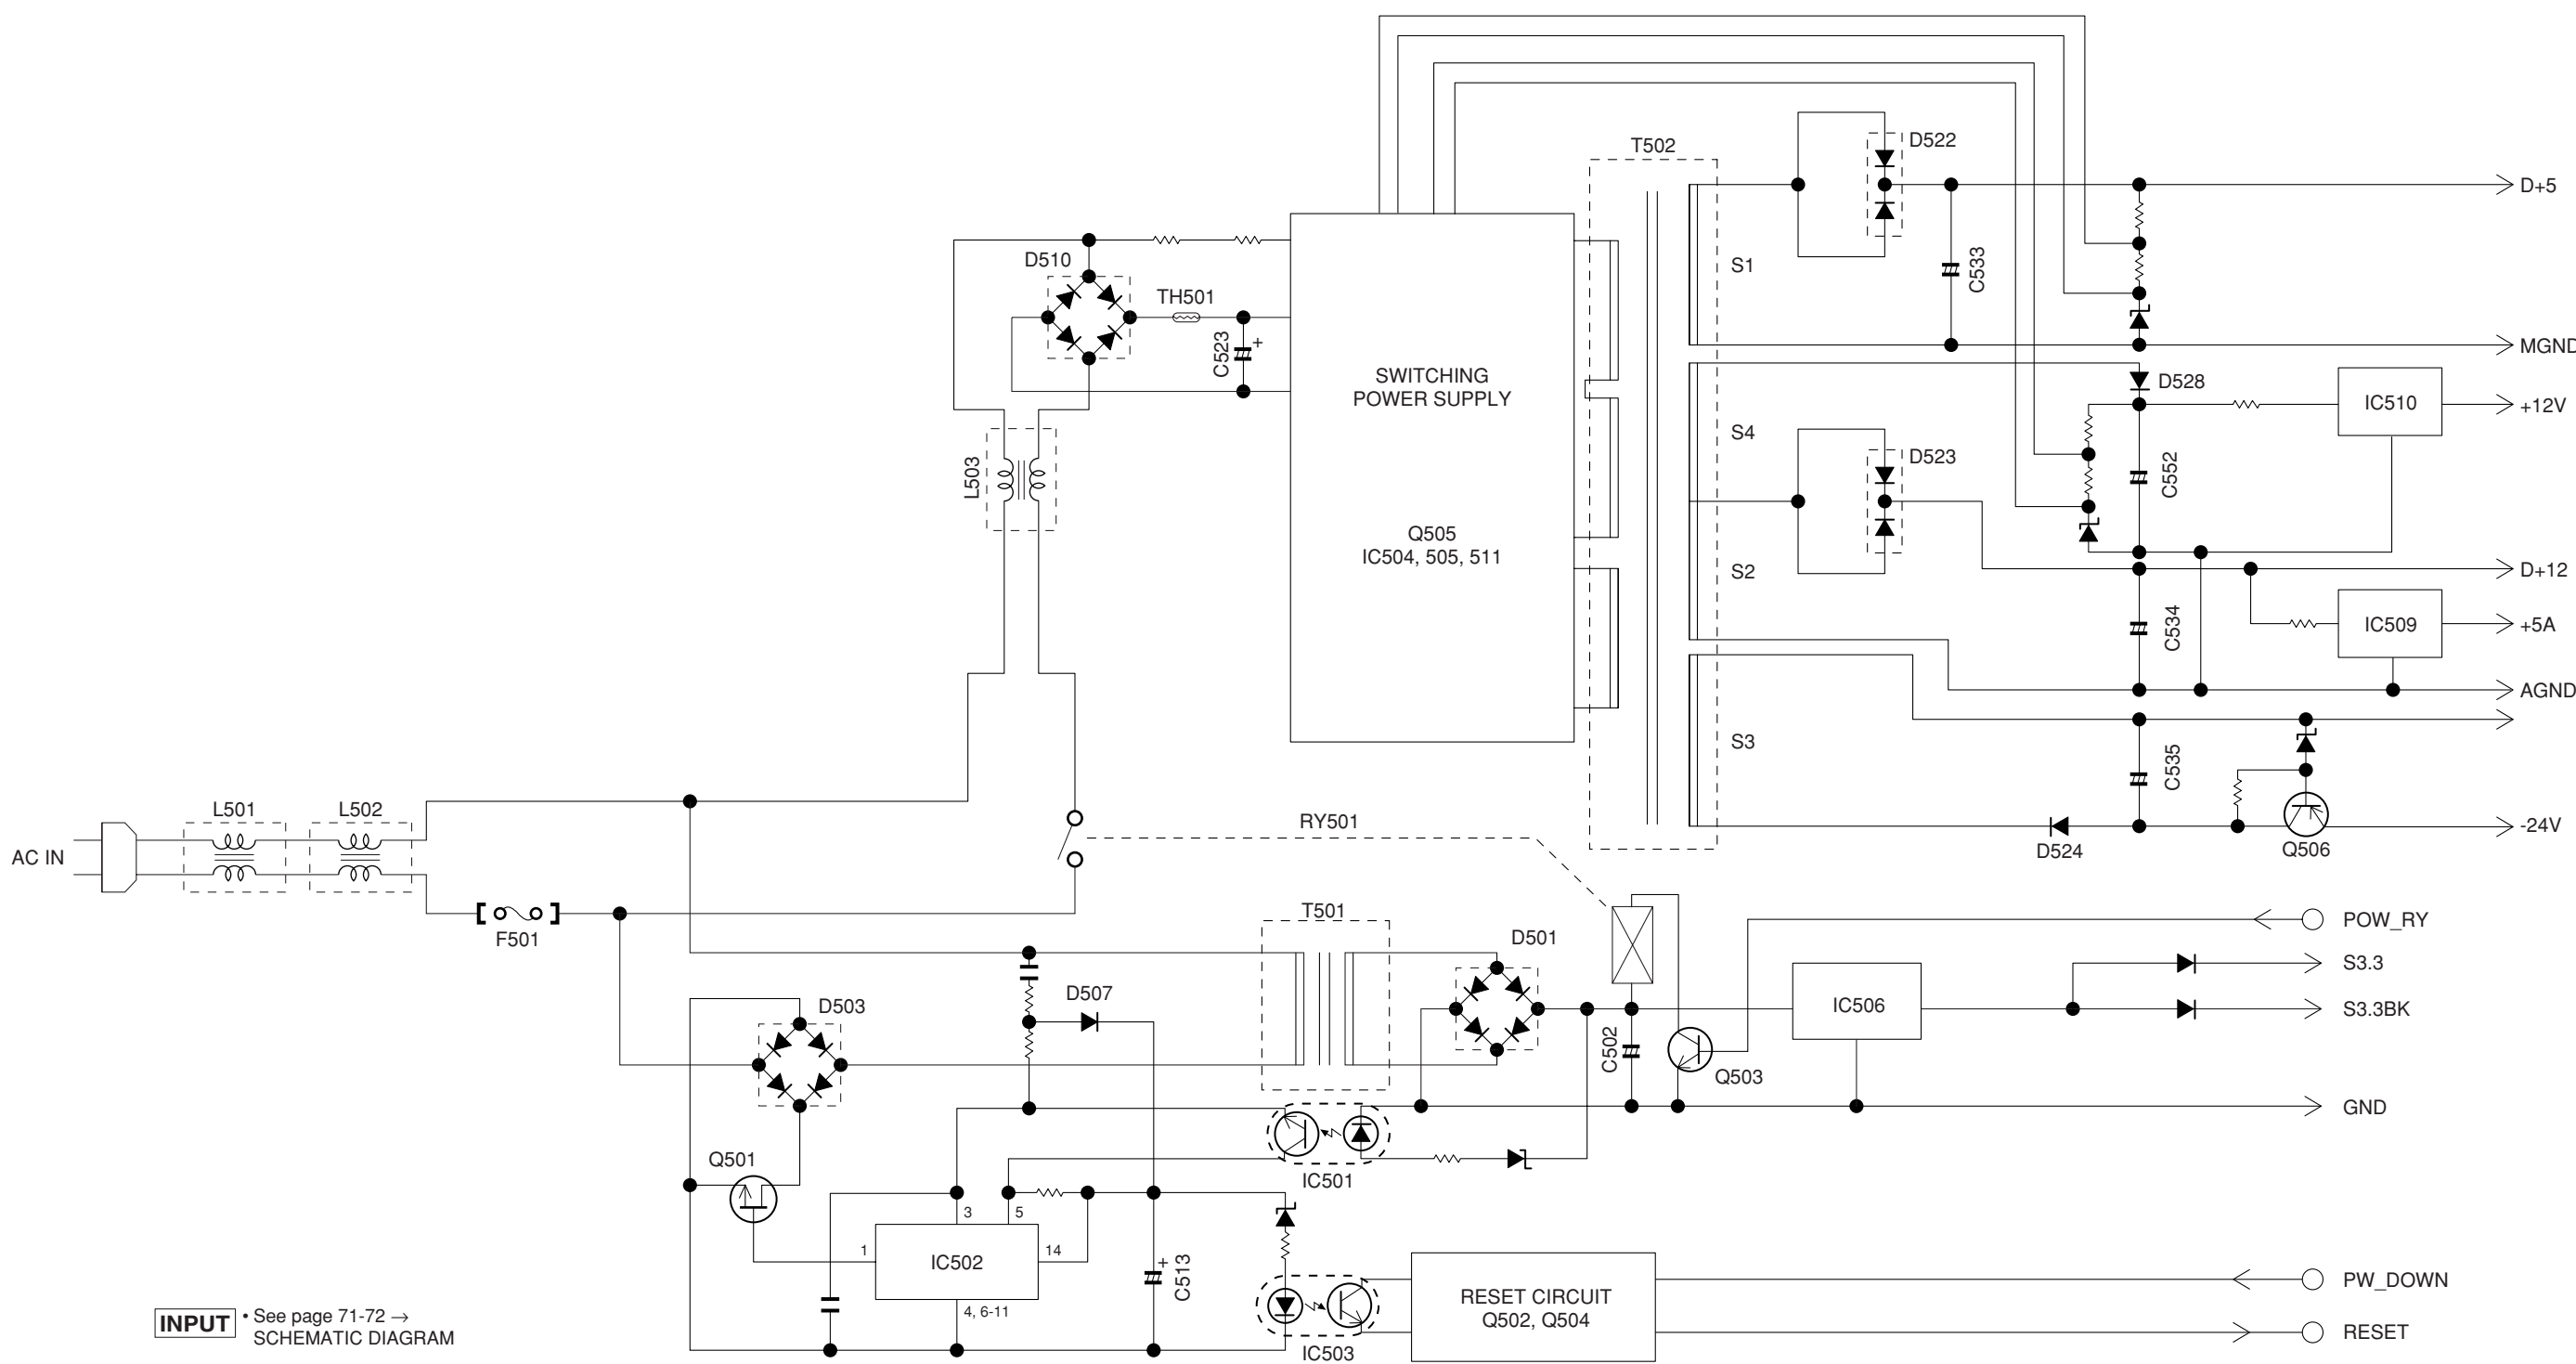 T502
D522
D+5
S1
C533
D510
TH501
C523
+
MGND
SWITCHING
POWER SUPPLY
D528
IC510
+12V
S4
L503
D523
C552
Q505
IC504, 505, 511
S2
D+12
C534
IC509
+5A
AGND
S3
C535
L501
L502
RY501
AC IN
D524
Q506
-24V
F501
T501
D501
POW_RY
S3.3
D507
D503
IC506
S3.3BK
C502
Q503
GND
Q501
IC501
3
5
1
IC502
14
+
C513
4, 6-11
RESET CIRCUIT
Q502, Q504
PW_DOWN
RESET
IC503
INPUT • See page 71-72 →
SCHEMATIC DIAGRAM